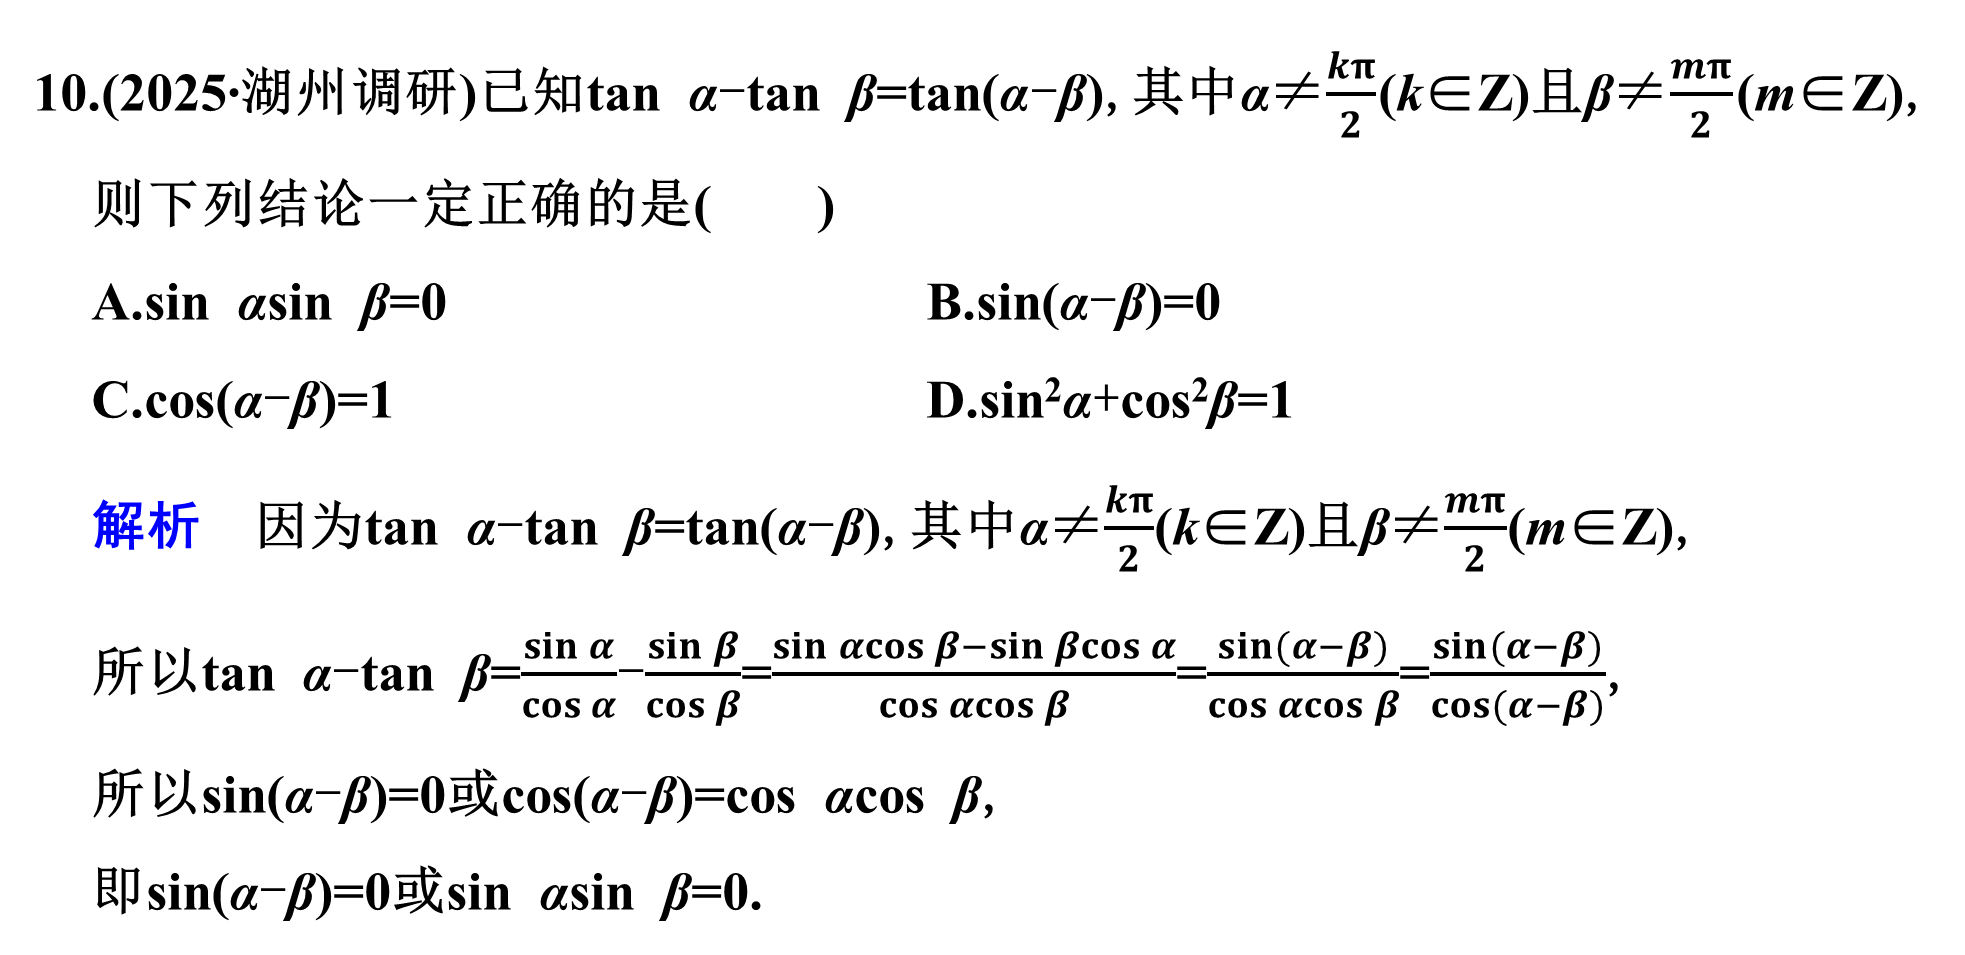 10.(2025·湖州调研)已知tan α−tan β=tan(α−β), 其中α≠kπ/2(k∈Z)且β≠mπ/2(m∈Z),
则下列结论一定正确的是(  )
A.sin αsin β=0 B.sin(α−β)=0
C.cos(α−β)=1 D.sin²α+cos²β=1
解析 因为tan α−tan β=tan(α−β), 其中α≠kπ/2(k∈Z)且β≠mπ/2(m∈Z),
所以tan α−tan β=sin α/cos α−sin β/cos β=(sin αcos β−sin βcos α)/(cos αcos β)=sin(α−β)/(cos αcos β)=sin(α−β)/cos(α−β),
所以sin(α−β)=0或cos(α−β)=cos αcos β,
即sin(α−β)=0或sin αsin β=0.